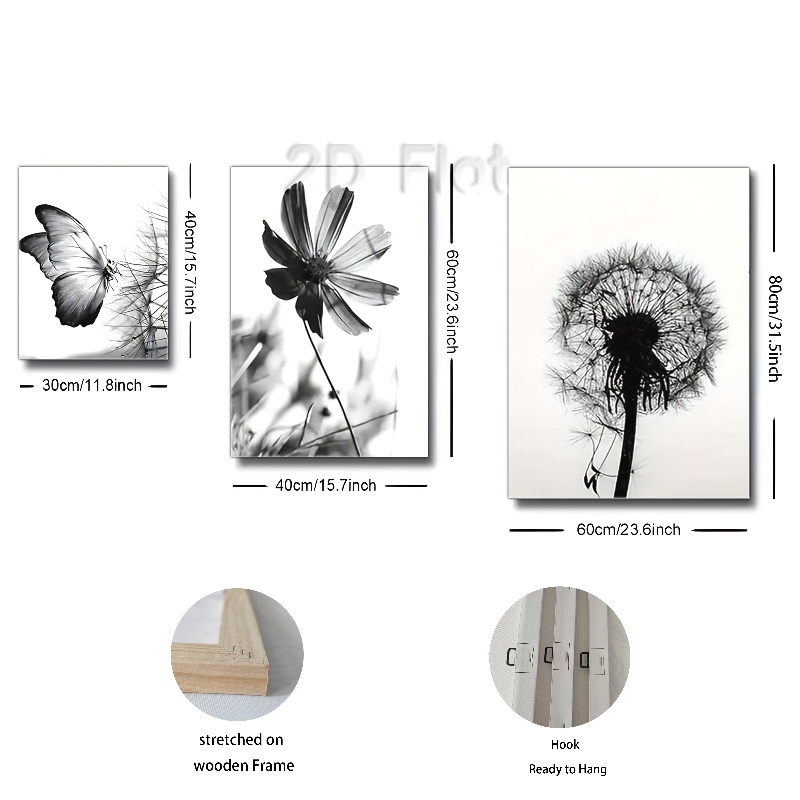 2D Flat
40cm/15.7inch
60cm/23.6inch
80cm/31.5inch
30cm/11.8inch
40cm/15.7inch
60cm/23.6inch
stretched on
wooden Frame
Hook
Ready to Hang